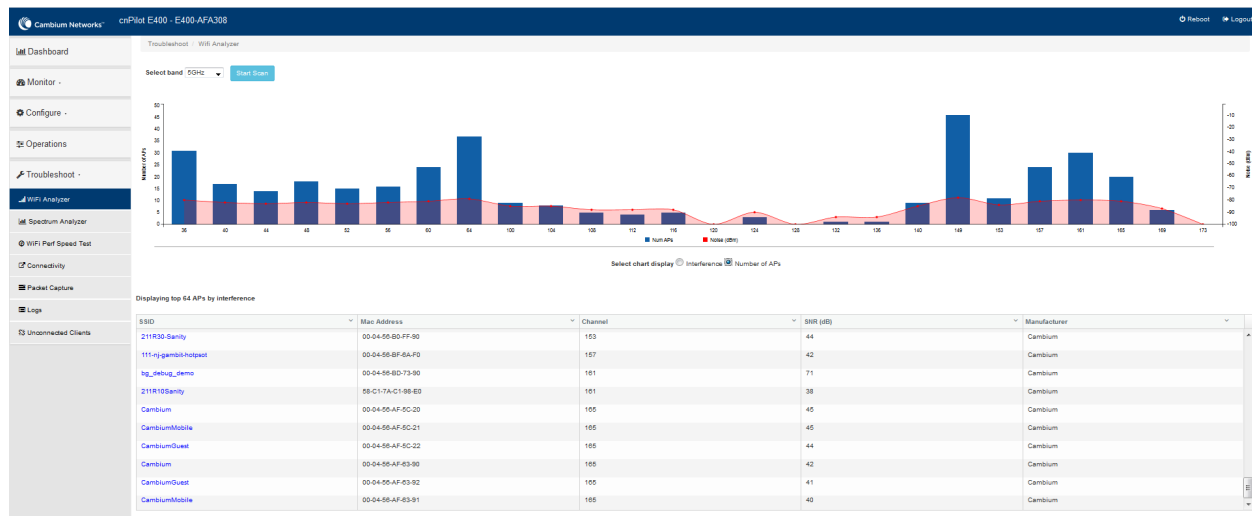 Cambium Networks™ cnPilot E400 - E400-AFA308 Reboot Logout
Dashboard
Monitor
Configure
Operations
Troubleshoot
WiFi Analyzer
Spectrum Analyzer
WiFi Perf Speed Test
Connectivity
Packet Capture
Logs
Unconnected Clients
Troubleshoot / Wifi Analyzer
Select band 5GHz Start Scan
Number of APs
50
45
40
35
30
25
20
15
10
5
0
-10
-20
-30
-40
-50
-60
-70
-80
-90
-100
Noise (dBm)
36 40 44 48 52 56 60 64 100 104 108 112 116 120 124 128 132 136 140 149 153 157 161 165 169 173
Num APs Noise (dBm)
Select chart display Interference Number of APs
Displaying top 64 APs by interference
SSID Mac Address Channel SNR (dB) Manufacturer
211R30-Sanity 00-04-56-B0-FF-90 153 44 Cambium
111-nj-gambit-hotpsot 00-04-56-BF-6A-F0 157 42 Cambium
bg_debug_demo 00-04-56-BD-73-90 161 71 Cambium
211R10Sanity 58-C1-7A-C1-98-E0 161 38 Cambium
Cambium 00-04-56-AF-5C-20 165 45 Cambium
CambiumMobile 00-04-56-AF-5C-21 165 45 Cambium
CambiumGuest 00-04-56-AF-5C-22 165 44 Cambium
Cambium 00-04-56-AF-63-90 165 42 Cambium
CambiumGuest 00-04-56-AF-63-92 165 41 Cambium
CambiumMobile 00-04-56-AF-63-91 165 40 Cambium